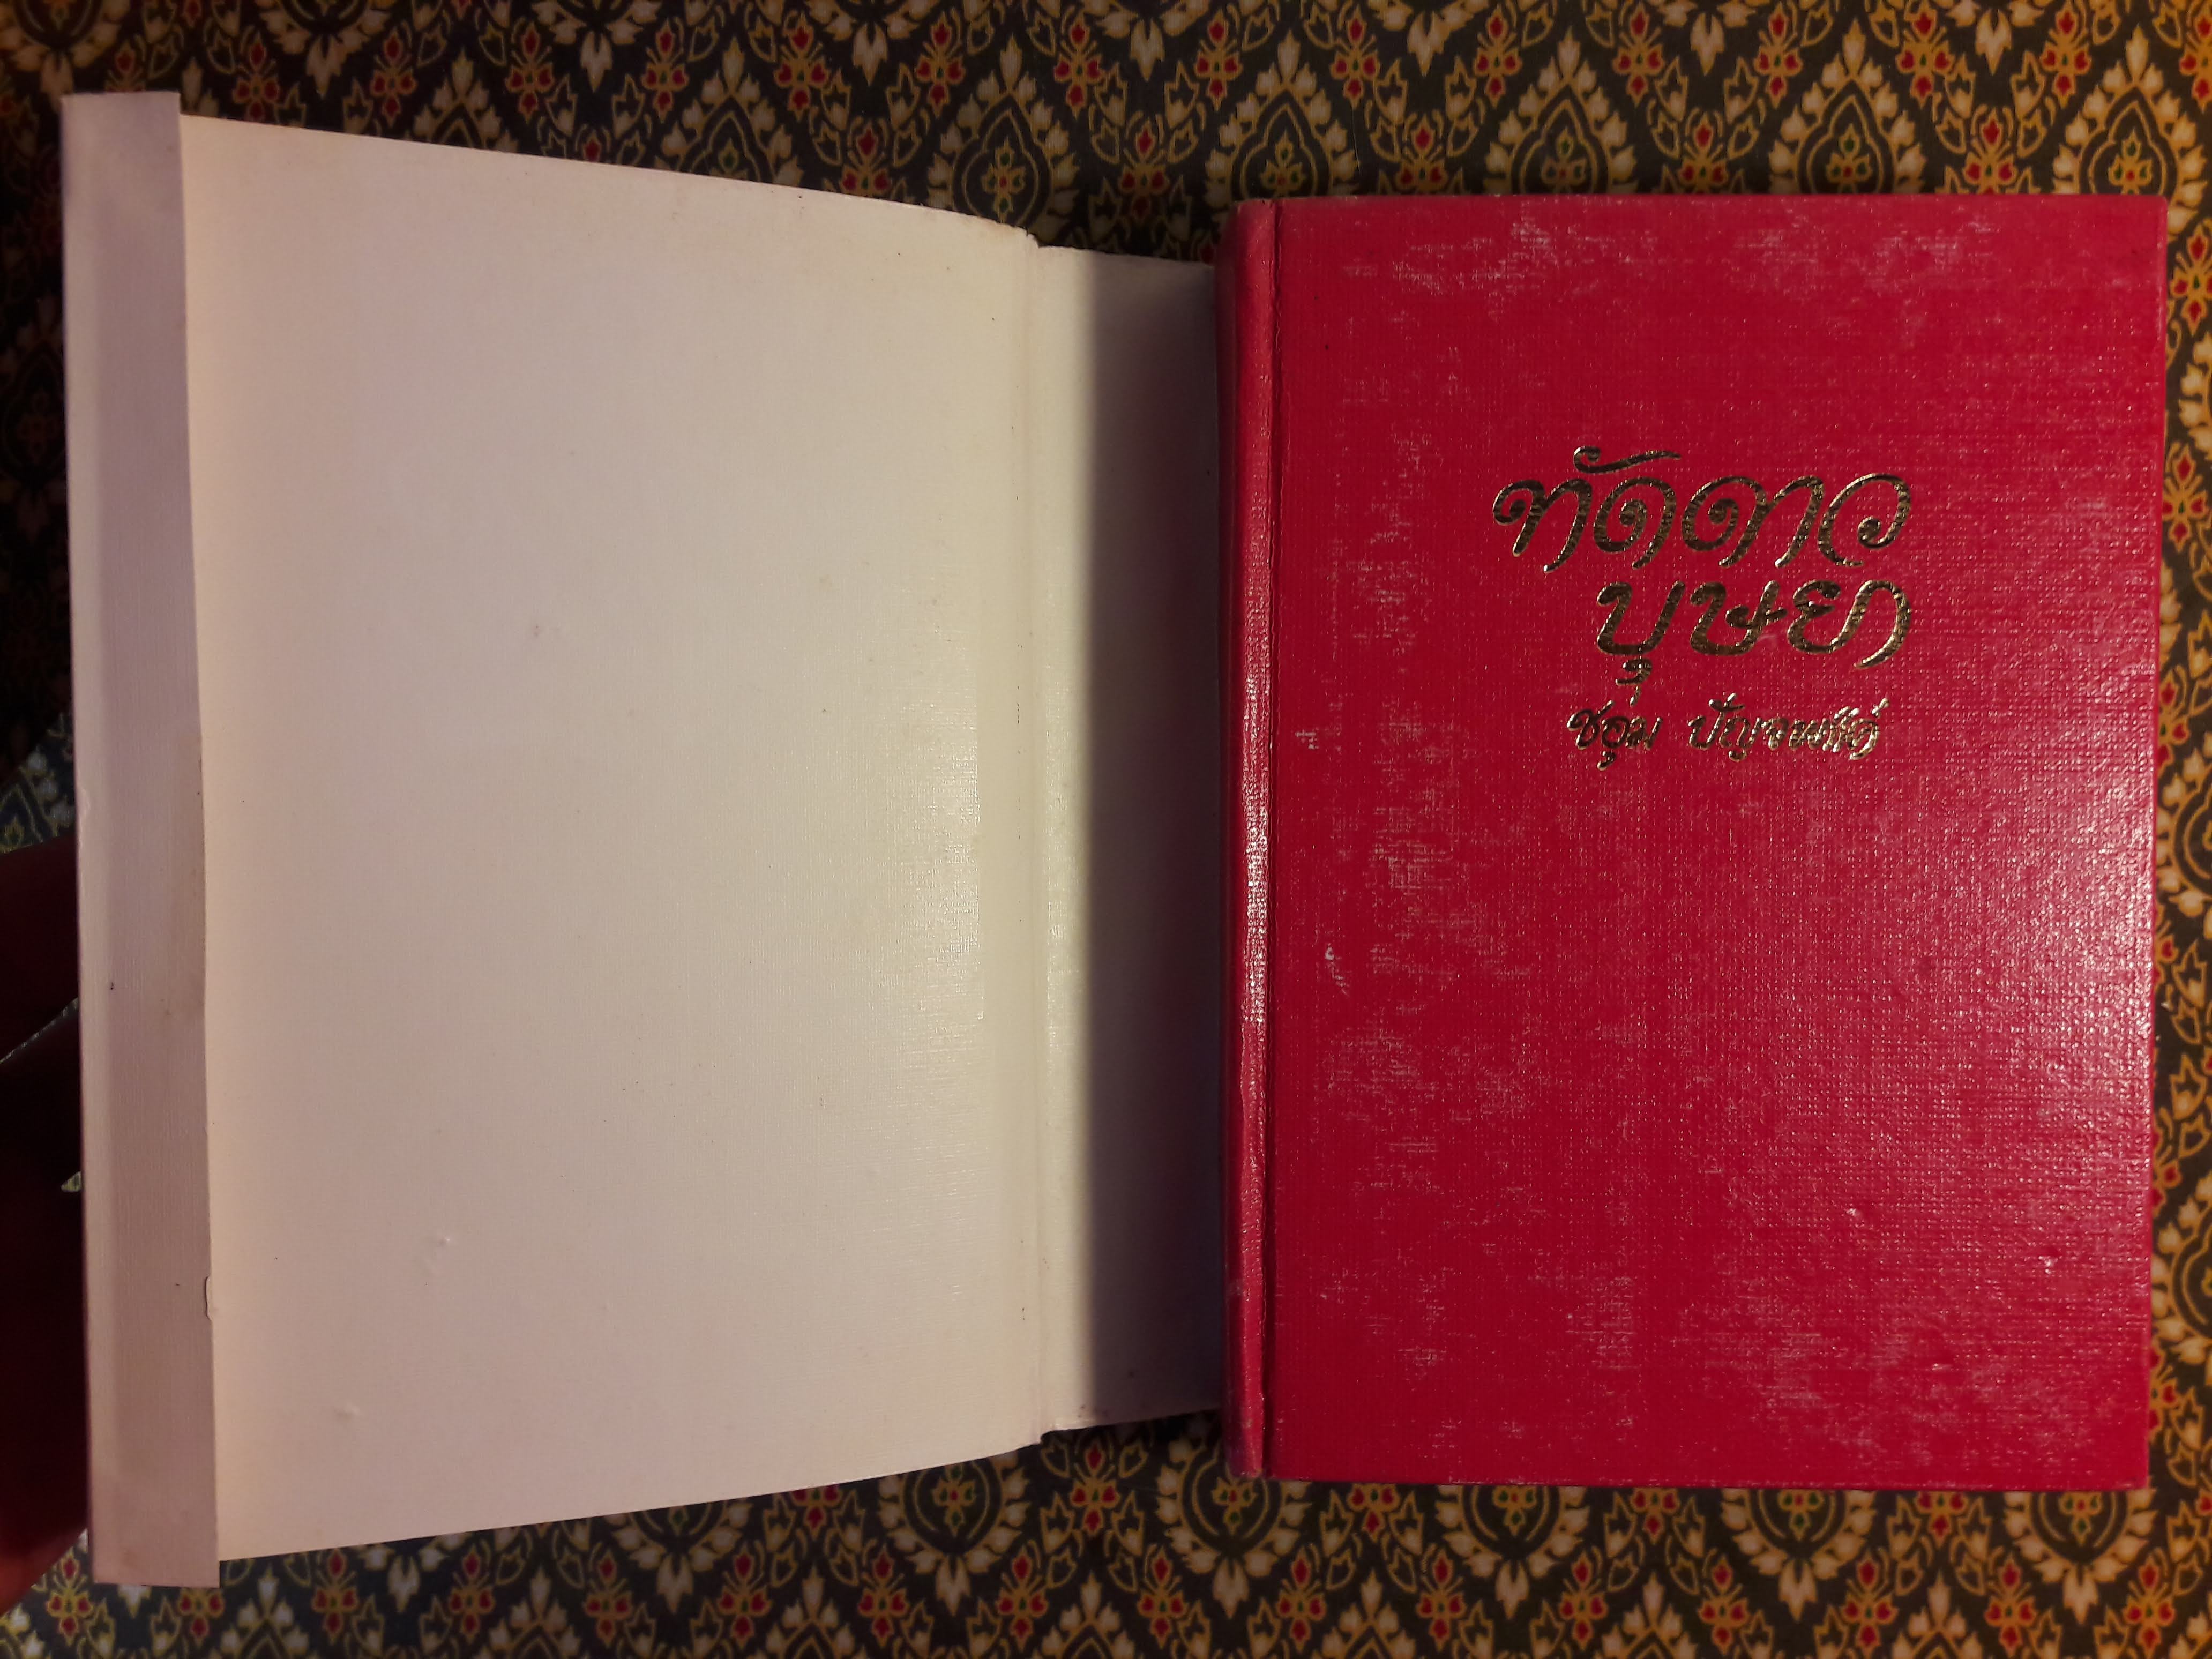 ทัดดาว
บุษยา
ชอุ่ม ปัญจพรรค์